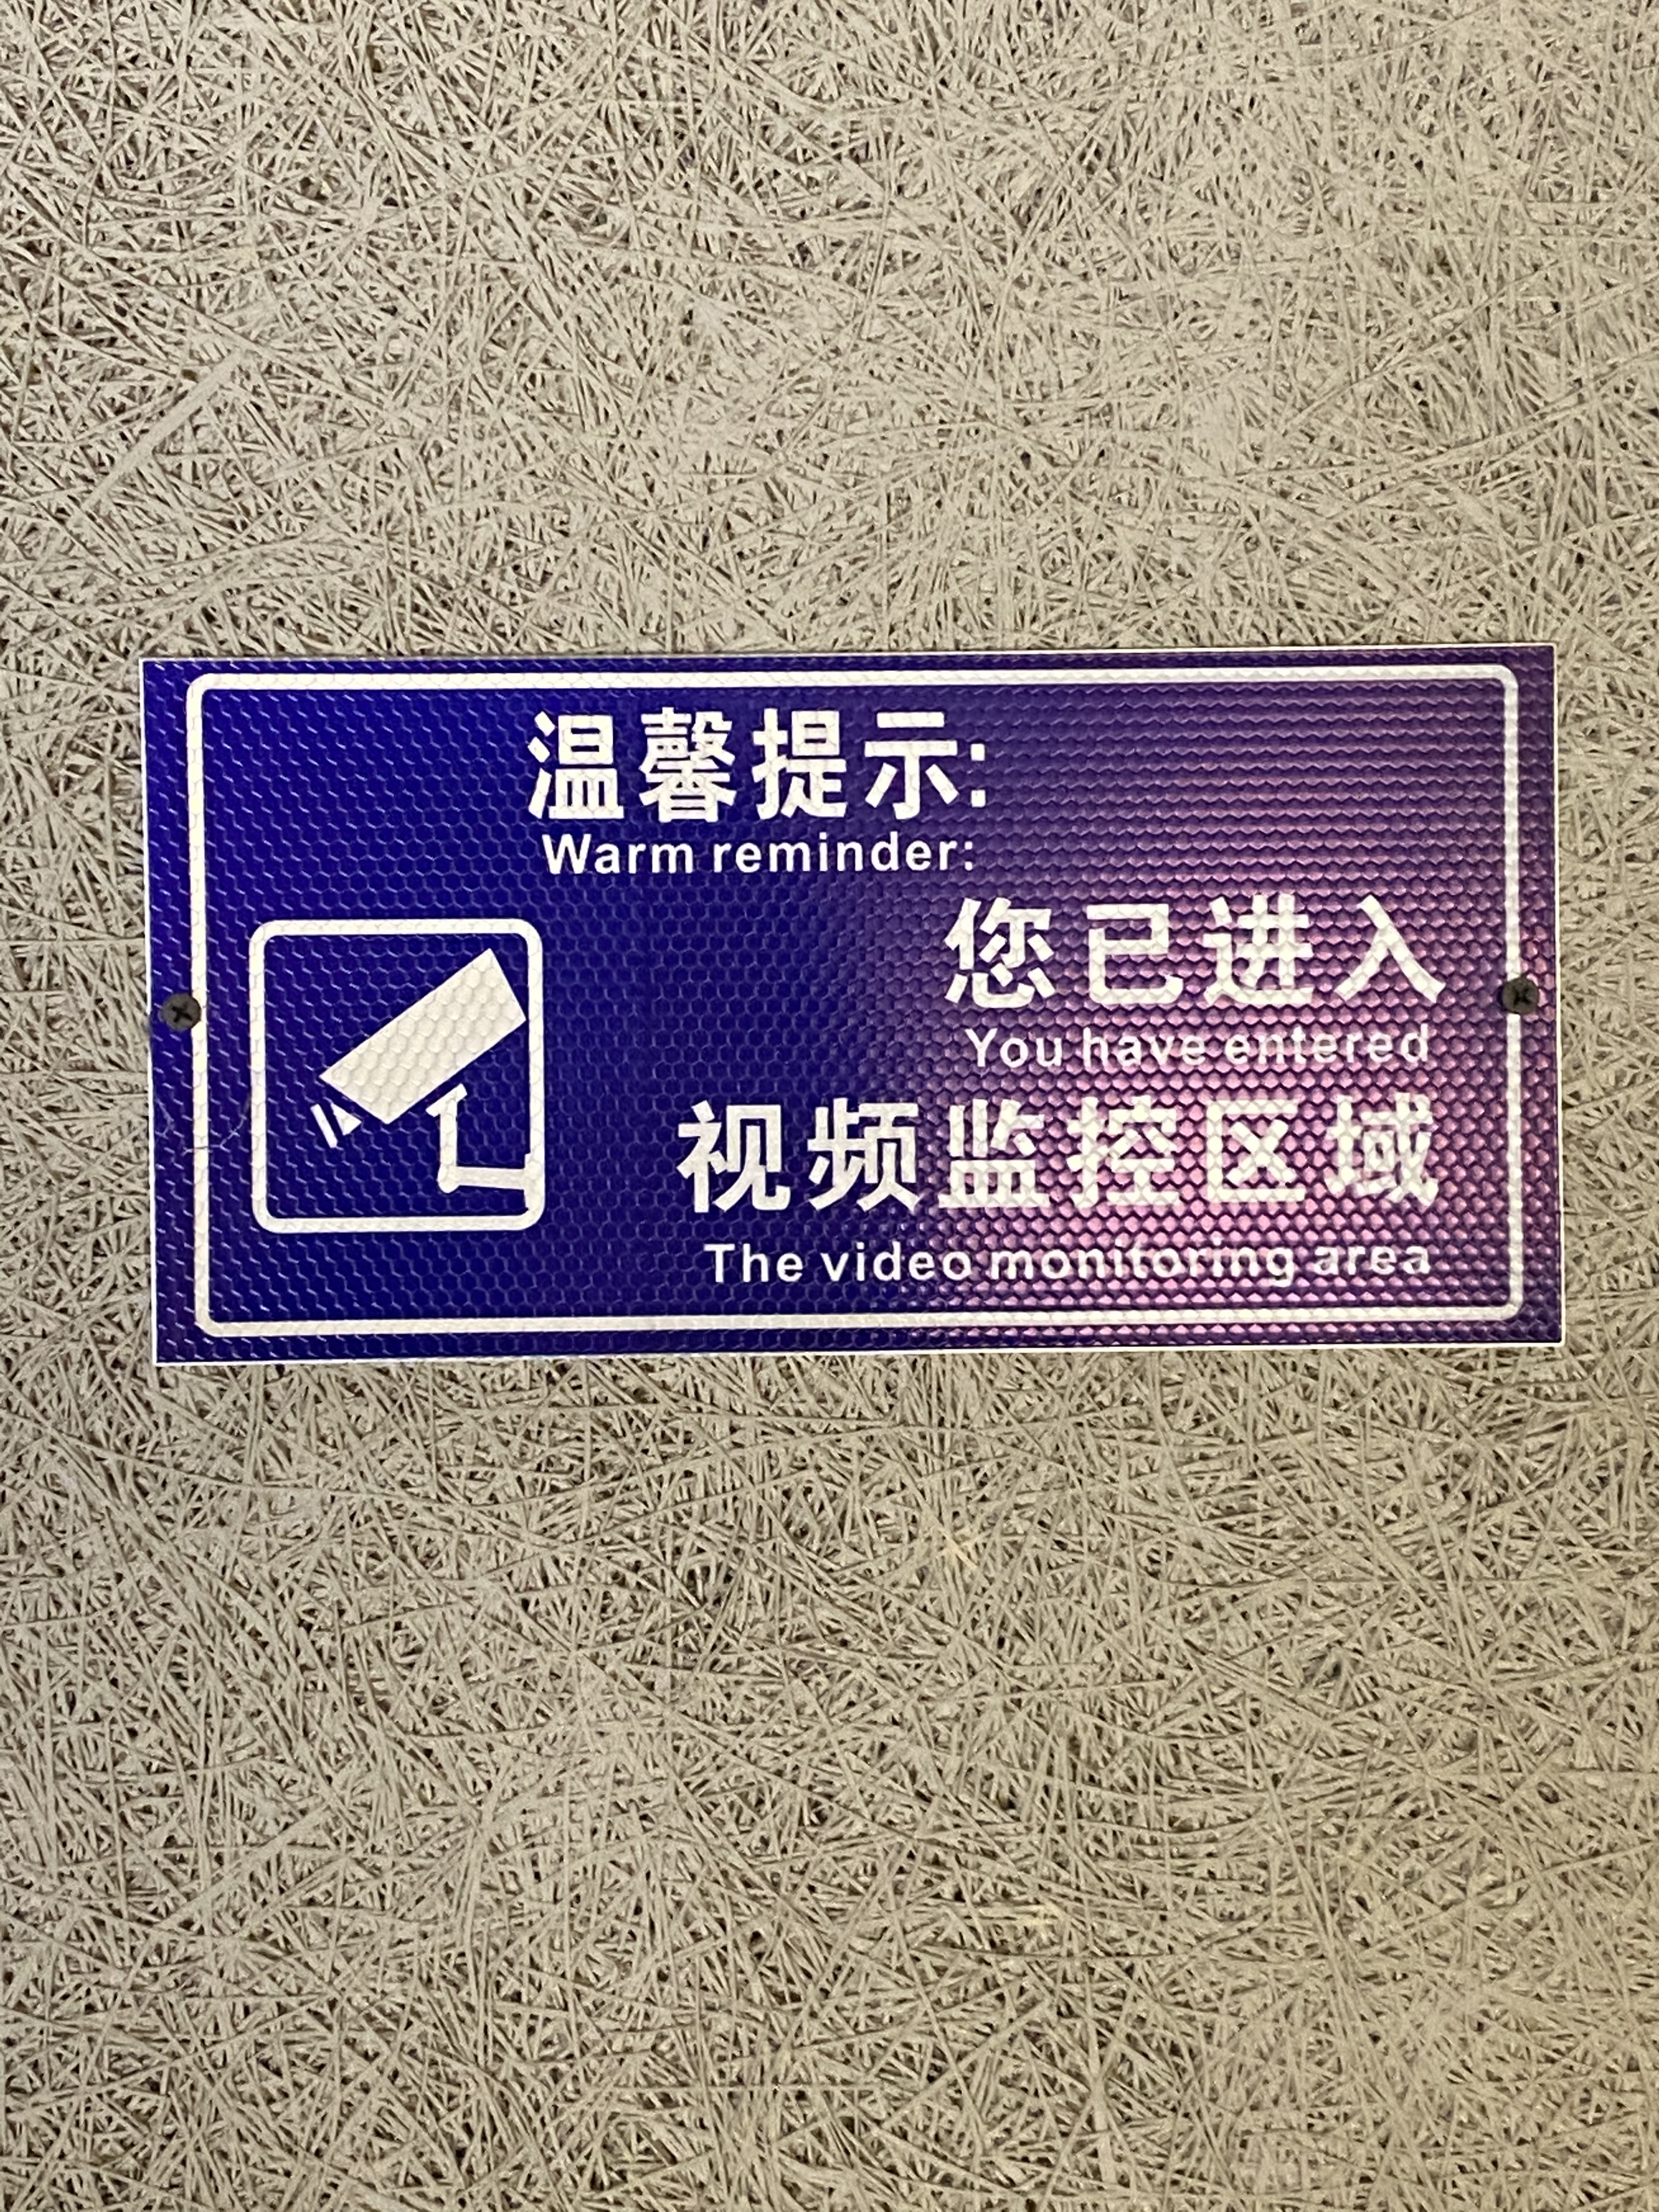 温馨提示:
Warm reminder:
您已进入
You have entered
视频监控区域
The video monitoring area